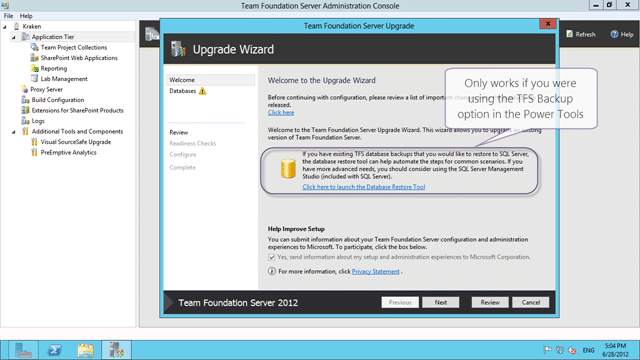 Team Foundation Server Administration Console
File Help
Kraken
Application Tier
Team Project Collections
SharePoint Web Applications
Reporting
Lab Management
Proxy Server
Build Configuration
Extensions for SharePoint Products
Logs
Additional Tools and Components
Visual SourceSafe Upgrade
PreEmptive Analytics
Refresh
Help
Team Foundation Server Upgrade
Upgrade Wizard
Welcome
Databases
Review
Readiness Checks
Configure
Complete
Welcome to the Upgrade Wizard
Before continuing with configuration, please review a list of important
released.
Click here
Welcome to the Team Foundation Server Upgrade Wizard. This wizard allows you to upgrade an existing
version of Team Foundation Server.
If you have existing TFS database backups that you would like to restore to SQL Server,
the database restore tool can help automate the steps for common scenarios. If you
have more advanced needs, you should consider using the SQL Server Management
Studio (included with SQL Server).
Click here to launch the Database Restore Tool
Help Improve Setup
You can submit information about your Team Foundation Server configuration and administration
experiences to Microsoft. To participate, click the box below.
Yes, send information about my setup and administration experiences to Microsoft Corporation.
For more information, click Privacy Statement.
Only works if you were
using the TFS Backup
option in the Power Tools
Team Foundation Server 2012
Previous
Next
Review
Cancel
ENG
5:04 PM
6/28/2012